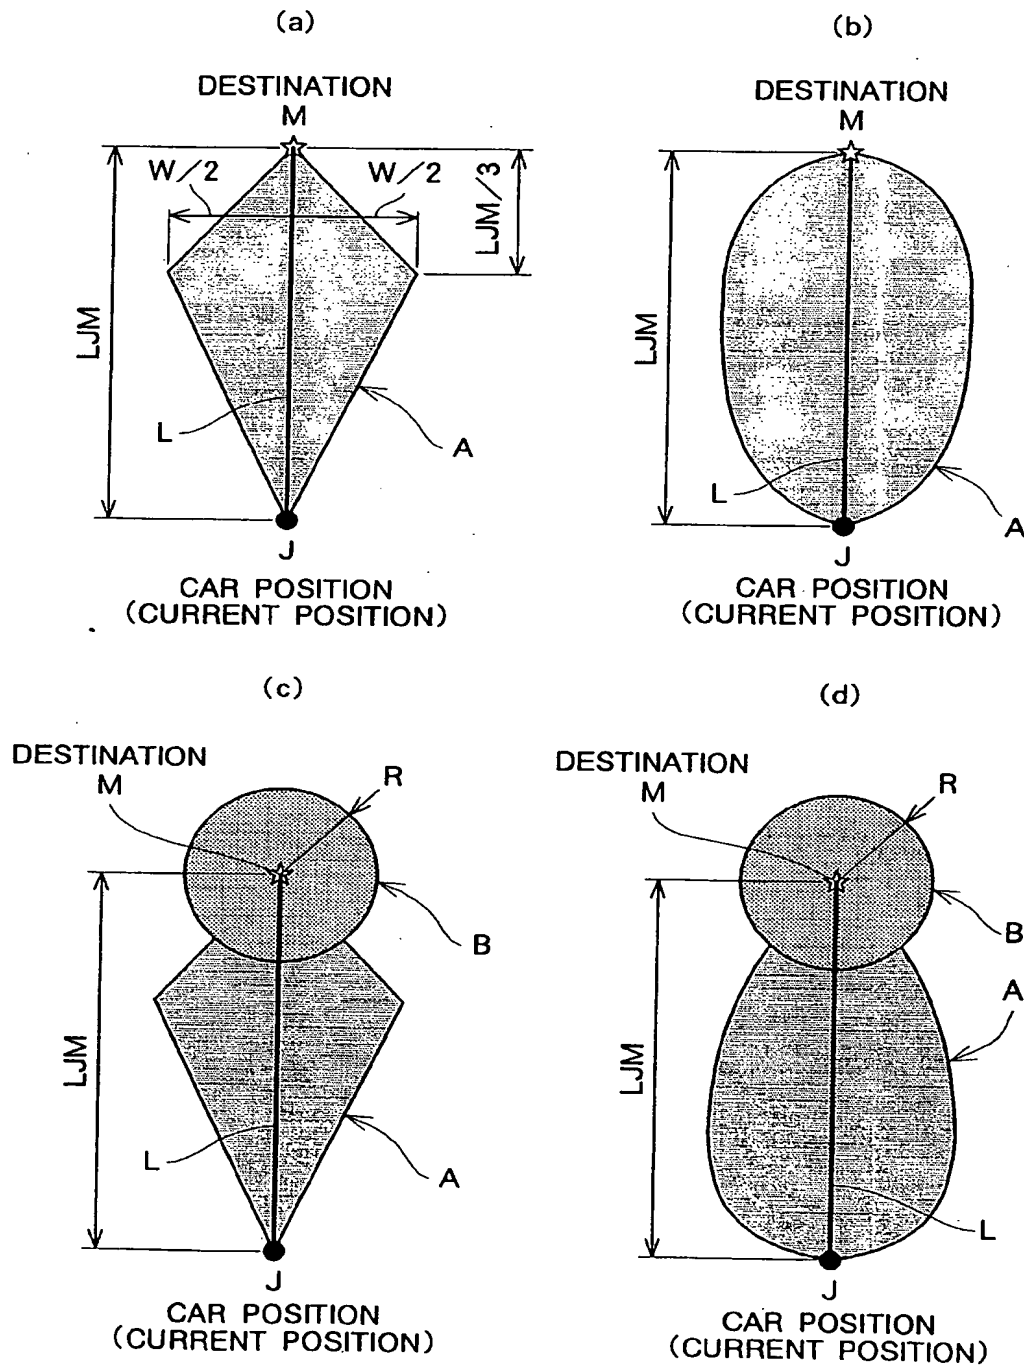 (a)
DESTINATION
M
W/2
W/2
LJM/3
LJM
L
A
J
CAR POSITION
(CURRENT POSITION)
(b)
DESTINATION
M
LJM
L
A
J
CAR POSITION
(CURRENT POSITION)
(c)
DESTINATION
M
R
B
LJM
L
A
J
CAR POSITION
(CURRENT POSITION)
(d)
DESTINATION
M
R
B
A
LJM
L
J
CAR POSITION
(CURRENT POSITION)